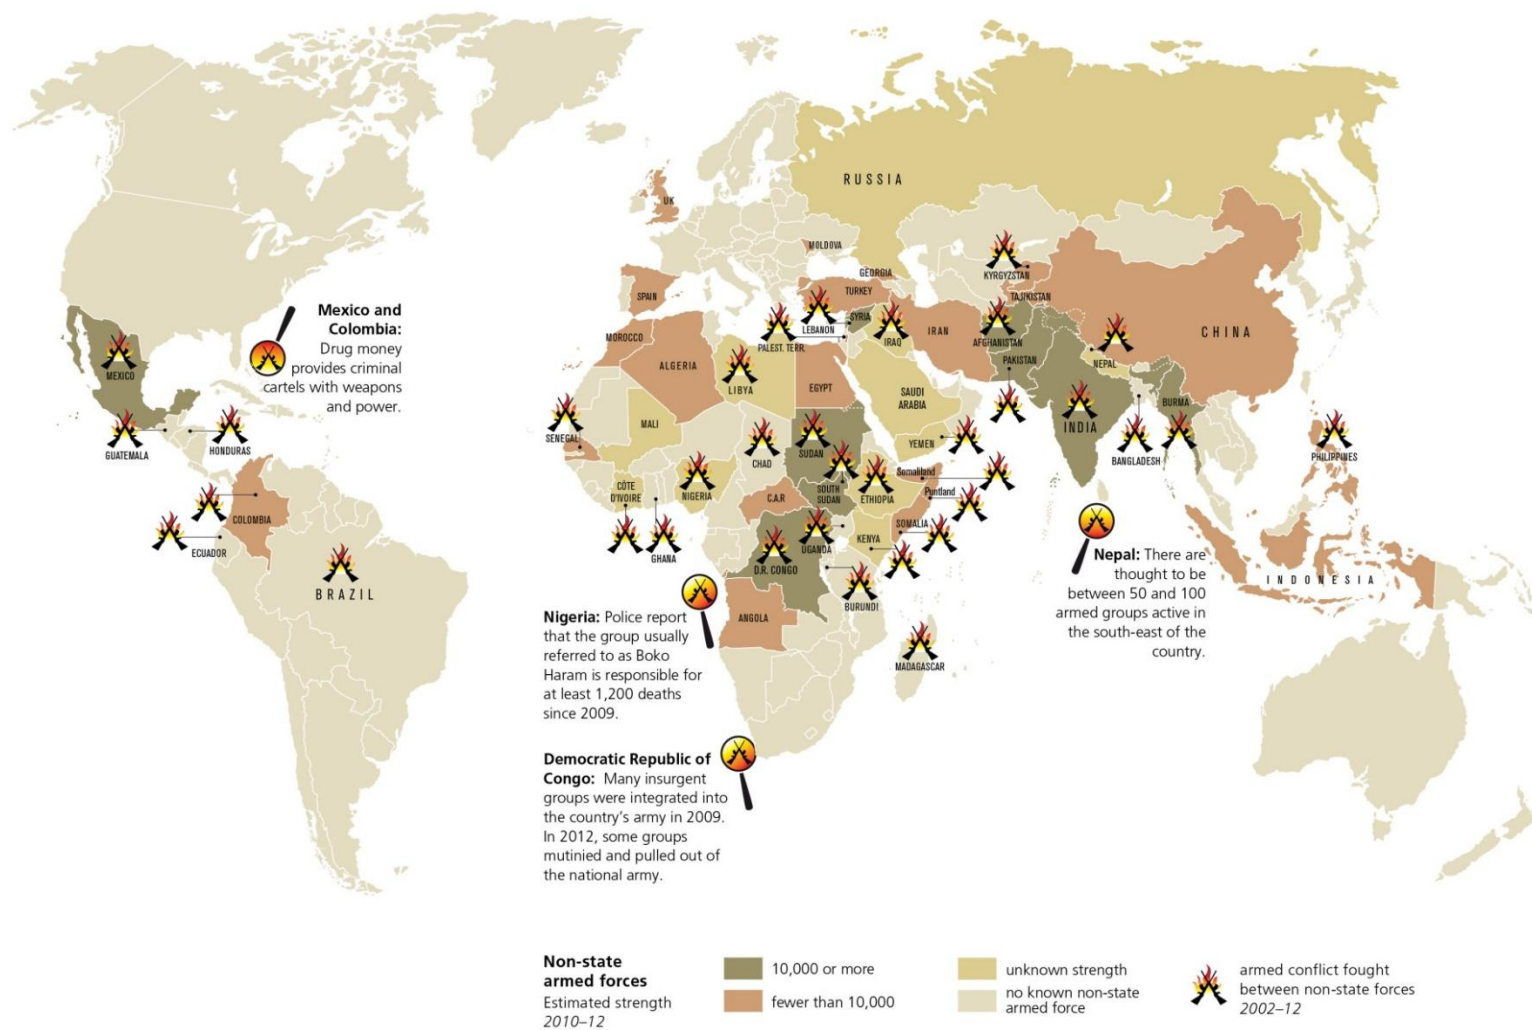 RUSSIA
UK
MOLDOVA
GEORGIA
KYRGYZSTAN
TAJIKISTAN
SPAIN
TURKEY
SYRIA
LEBANON
PALEST. TERR.
IRAQ
IRAN
AFGHANISTAN
PAKISTAN
CHINA
NEPAL
MOROCCO
ALGERIA
LIBYA
EGYPT
SAUDI
ARABIA
YEMEN
INDIA
BURMA
BANGLADESH
PHILIPPINES
Mexico and
Colombia:
Drug money
provides criminal
cartels with weapons
and power.
MEXICO
GUATEMALA
HONDURAS
COLOMBIA
ECUADOR
BRAZIL
SENEGAL
MALI
CÔTE
D'IVOIRE
GHANA
NIGERIA
CHAD
SUDAN
SOUTH
SUDAN
ETHIOPIA
Somaliland
Puntland
SOMALIA
C.A.R
UGANDA
KENYA
D.R. CONGO
BURUNDI
ANGOLA
MADAGASCAR
INDONESIA
Nepal: There are
thought to be
between 50 and 100
armed groups active in
the south-east of the
country.
Nigeria: Police report
that the group usually
referred to as Boko
Haram is responsible for
at least 1,200 deaths
since 2009.
Democratic Republic of
Congo: Many insurgent
groups were integrated into
the country's army in 2009.
In 2012, some groups
mutinied and pulled out of
the national army.
Non-state
armed forces
Estimated strength
2010–12
10,000 or more
fewer than 10,000
unknown strength
no known non-state
armed force
armed conflict fought
between non-state forces
2002–12